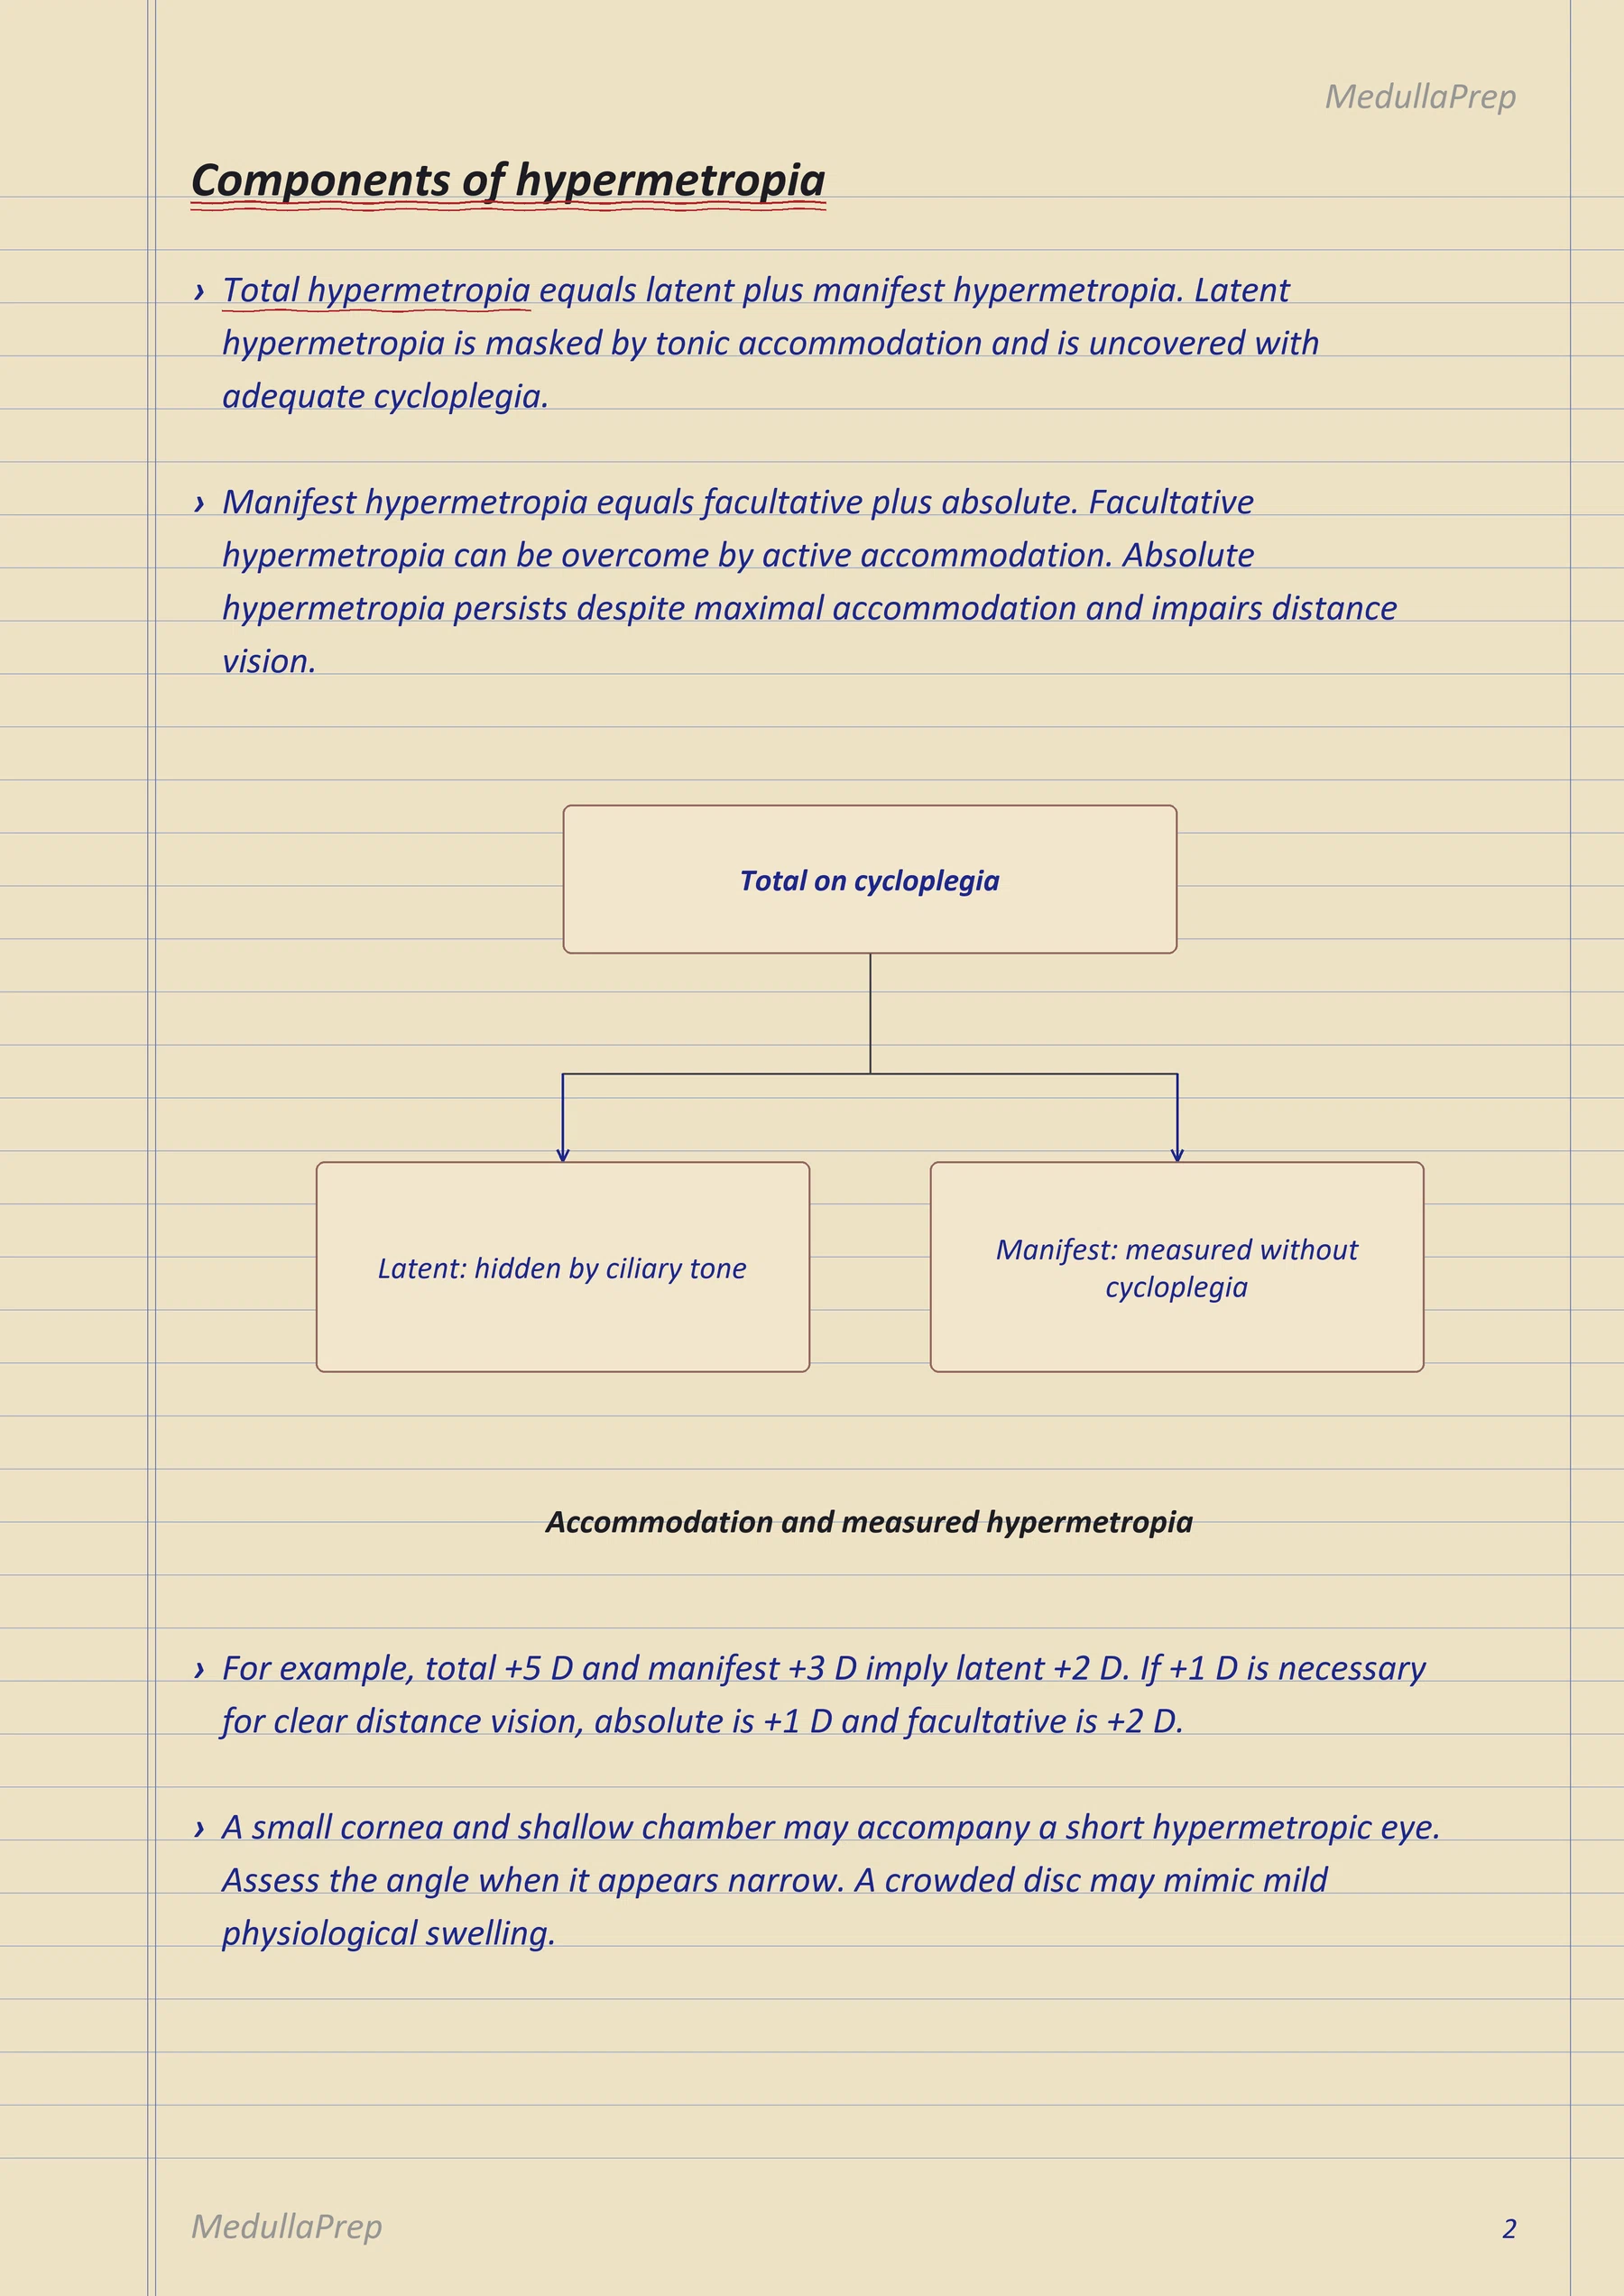 MedullaPrep
Components of hypermetropia
› Total hypermetropia equals latent plus manifest hypermetropia. Latent
hypermetropia is masked by tonic accommodation and is uncovered with
adequate cycloplegia.
› Manifest hypermetropia equals facultative plus absolute. Facultative
hypermetropia can be overcome by active accommodation. Absolute
hypermetropia persists despite maximal accommodation and impairs distance
vision.
Total on cycloplegia
Latent: hidden by ciliary tone
Manifest: measured without
cycloplegia
Accommodation and measured hypermetropia
› For example, total +5 D and manifest +3 D imply latent +2 D. If +1 D is necessary
for clear distance vision, absolute is +1 D and facultative is +2 D.
› A small cornea and shallow chamber may accompany a short hypermetropic eye.
Assess the angle when it appears narrow. A crowded disc may mimic mild
physiological swelling.
MedullaPrep
2